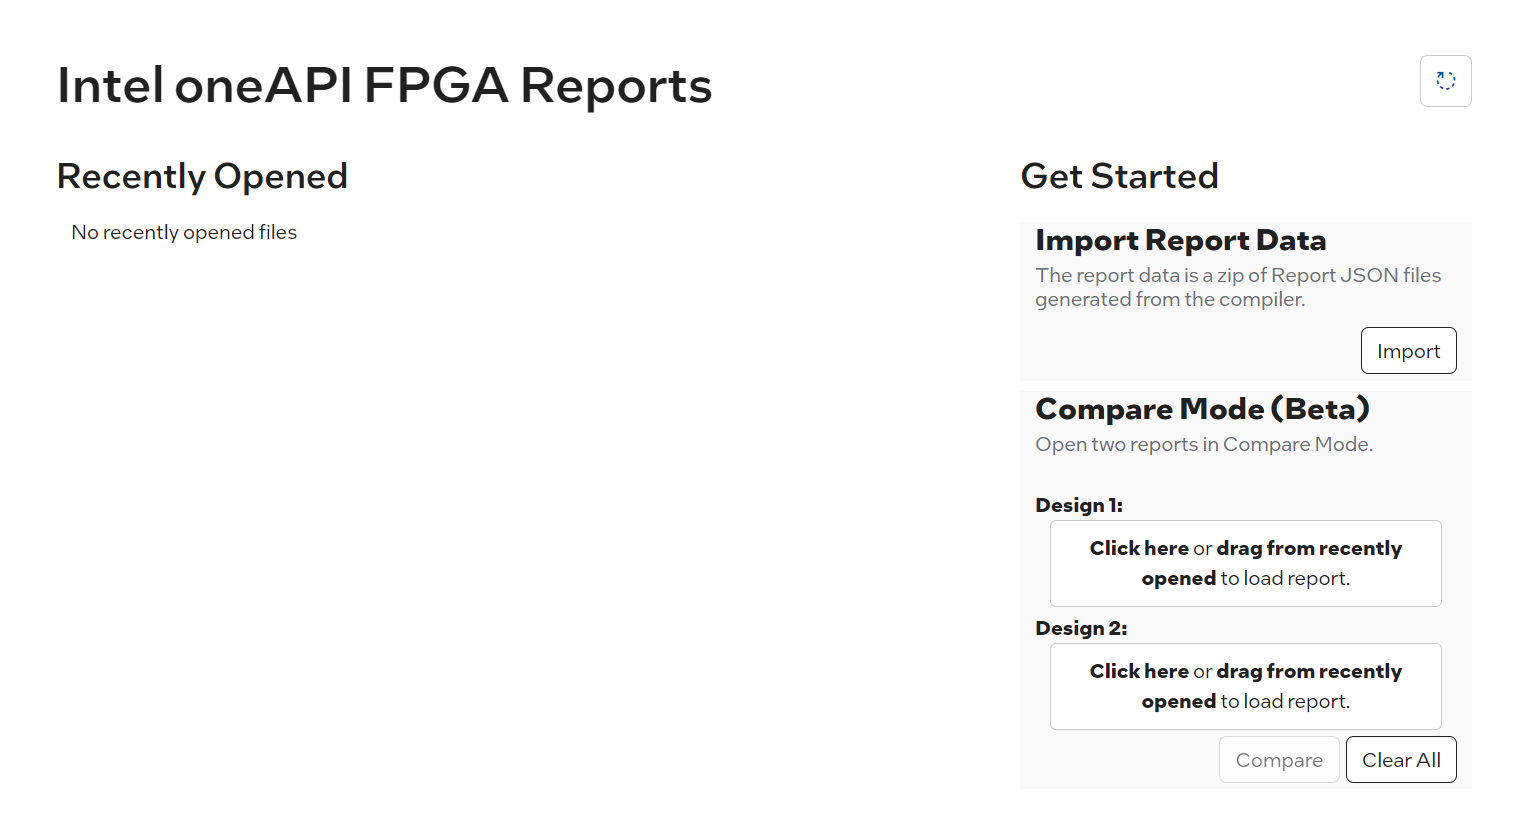 Intel oneAPI FPGA Reports
Recently Opened
No recently opened files
Get Started
Import Report Data
The report data is a zip of Report JSON files
generated from the compiler.
Import
Compare Mode (Beta)
Open two reports in Compare Mode.
Design 1:
Click here or drag from recently
opened to load report.
Design 2:
Click here or drag from recently
opened to load report.
Compare
Clear All